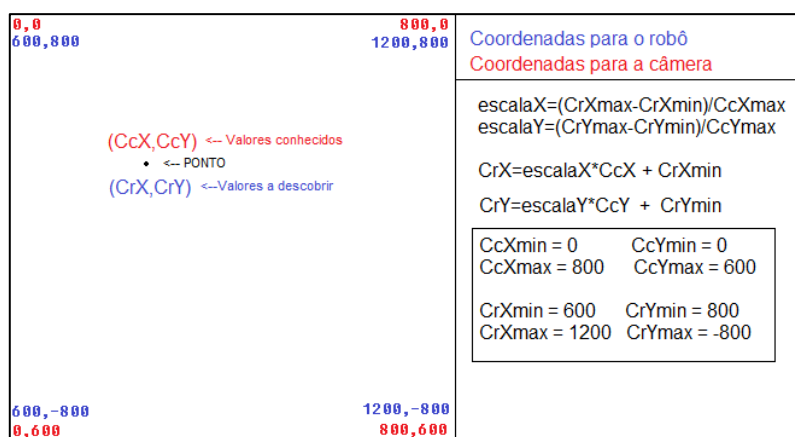 0,0
800,0
600,800
1200,800
(CcX,CcY) <-- Valores conhecidos
<-- PONTO
(CrX,CrY) <--Valores a descobrir
600,-800
1200,-800
0,600
800,600
Coordenadas para o robô
Coordenadas para a câmera
escalaX=(CrXmax-CrXmin)/CcXmax
escalaY=(CrYmax-CrYmin)/CcYmax
CrX=escalaX*CcX + CrXmin
CrY=escalaY*CcY + CrYmin
CcXmin = 0 CcYmin = 0
CcXmax = 800 CcYmax = 600
CrXmin = 600 CrYmin = 800
CrXmax = 1200 CrYmax = -800